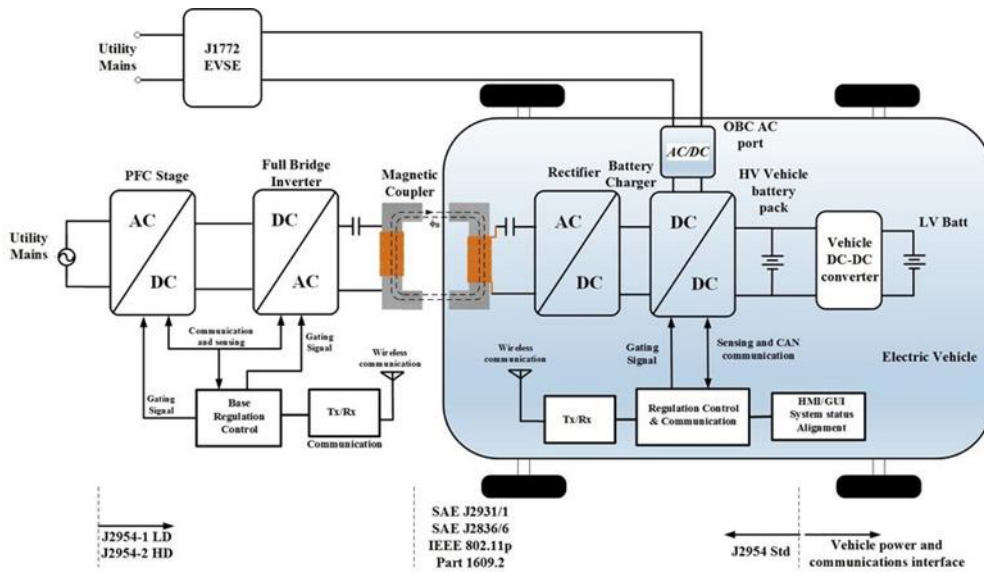 Utility
Mains
J1772
EVSE
OBC AC
port
AC/DC
PFC Stage
Full Bridge
Inverter
Magnetic
Coupler
Rectifier
Battery
Charger
HV Vehicle
battery
pack
LV Batt
Utility
Mains
AC
DC
DC
AC
Φn
AC
DC
DC
DC
Vehicle
DC-DC
converter
Communication
and sensing
Gating
Signal
Wireless
communication
Wireless
communication
Gating
Signal
Sensing and CAN
communication
Electric Vehicle
Gating
Signal
Base
Regulation
Control
Tx/Rx
Communication
Tx/Rx
Regulation Control
& Communication
HMI/GUI
System status
Alignment
J2954-1 LD
J2954-2 HD
SAE J2931/1
SAE J2836/6
IEEE 802.11p
Part 1609.2
J2954 Std
Vehicle power and
communications interface